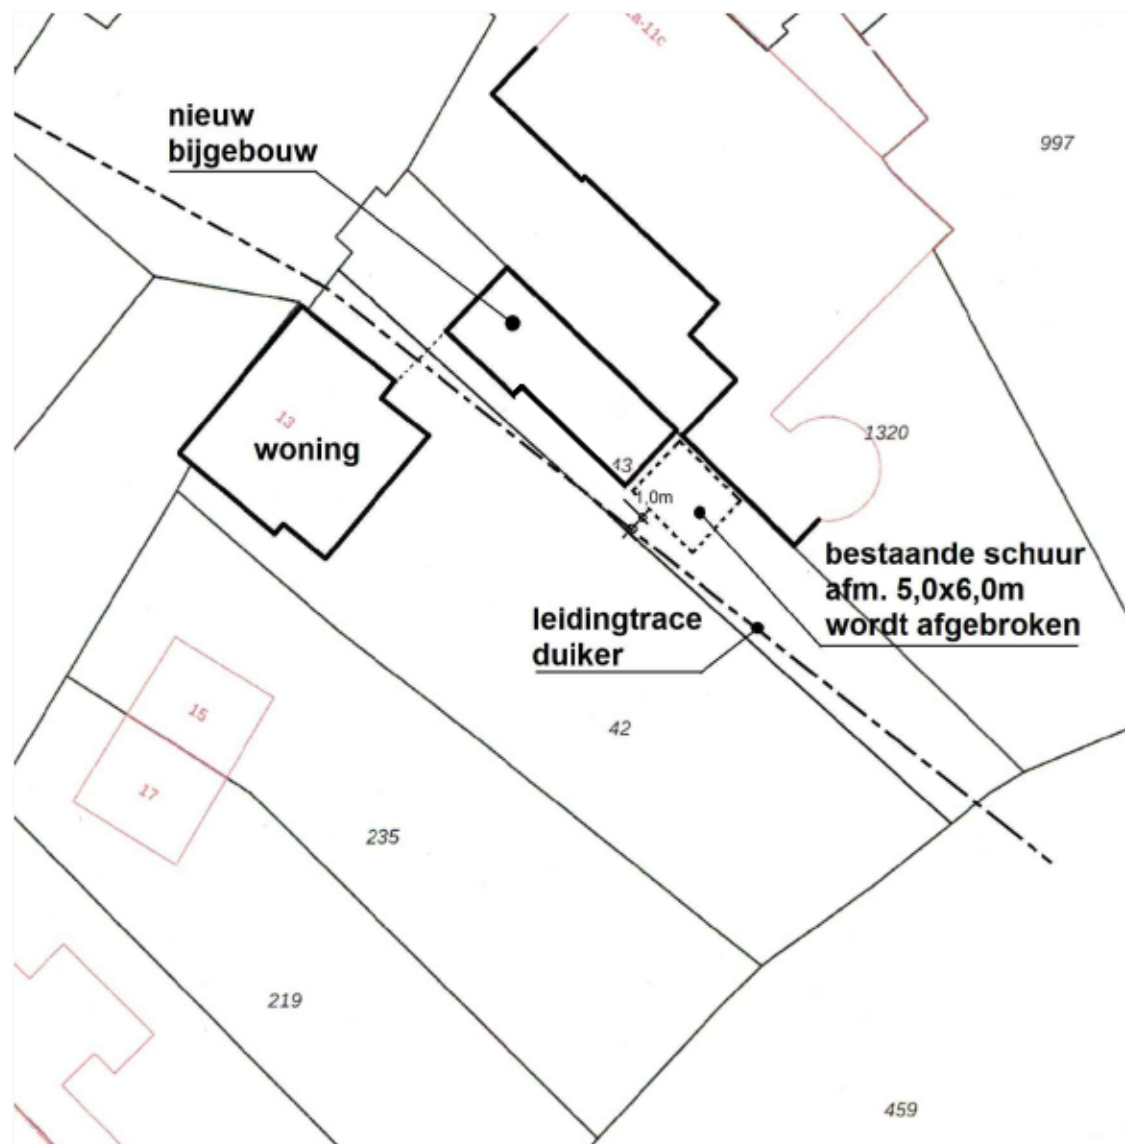 nieuw
bijgebouw
997
13
woning
1320
43
1,0m
bestaande schuur
afm. 5,0x6,0m
wordt afgebroken
leidingtrace
duiker
15
42
17
235
219
459